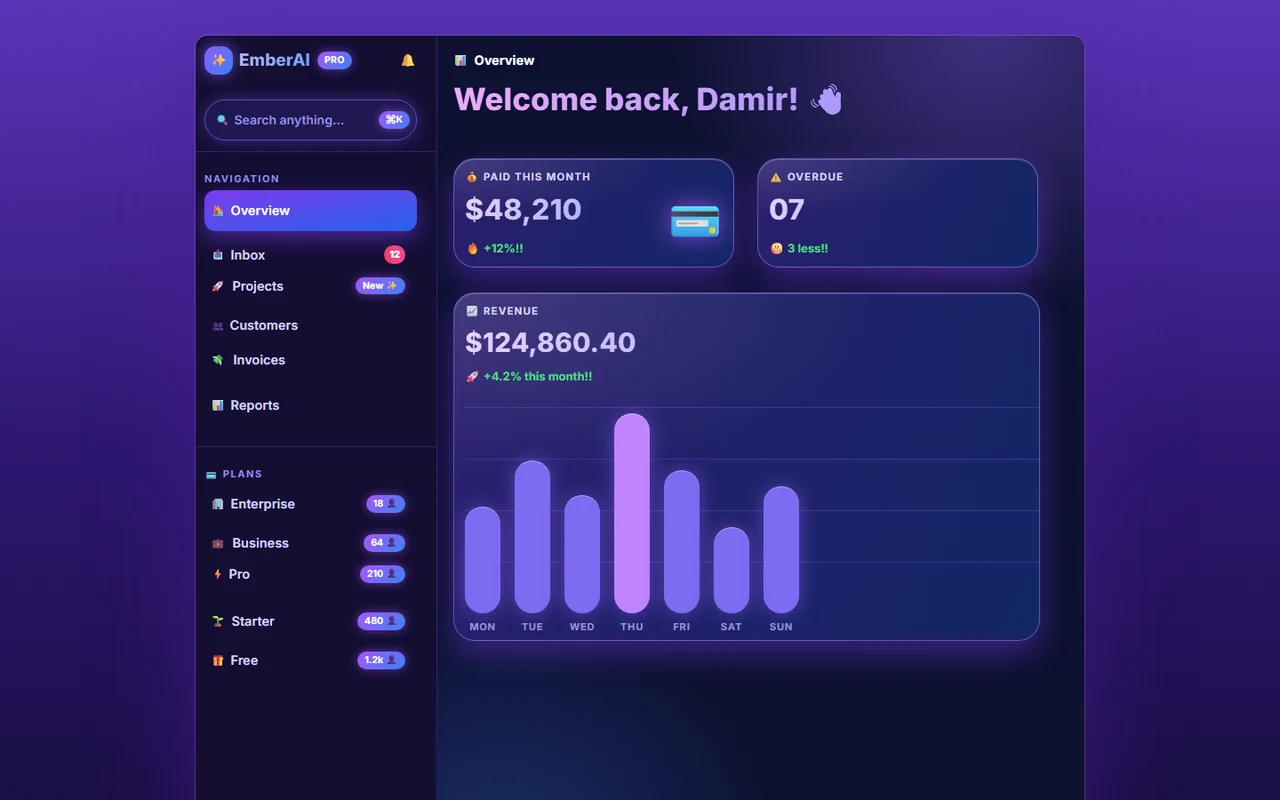 EmberAI PRO
Search anything... ⌘K
NAVIGATION
Overview
Inbox 12
Projects New
Customers
Invoices
Reports
PLANS
Enterprise 18
Business 64
Pro 210
Starter 480
Free 1.2k
Overview
Welcome back, Damir!
PAID THIS MONTH
$48,210
+12%!!
OVERDUE
07
3 less!!
REVENUE
$124,860.40
+4.2% this month!!
MON TUE WED THU FRI SAT SUN